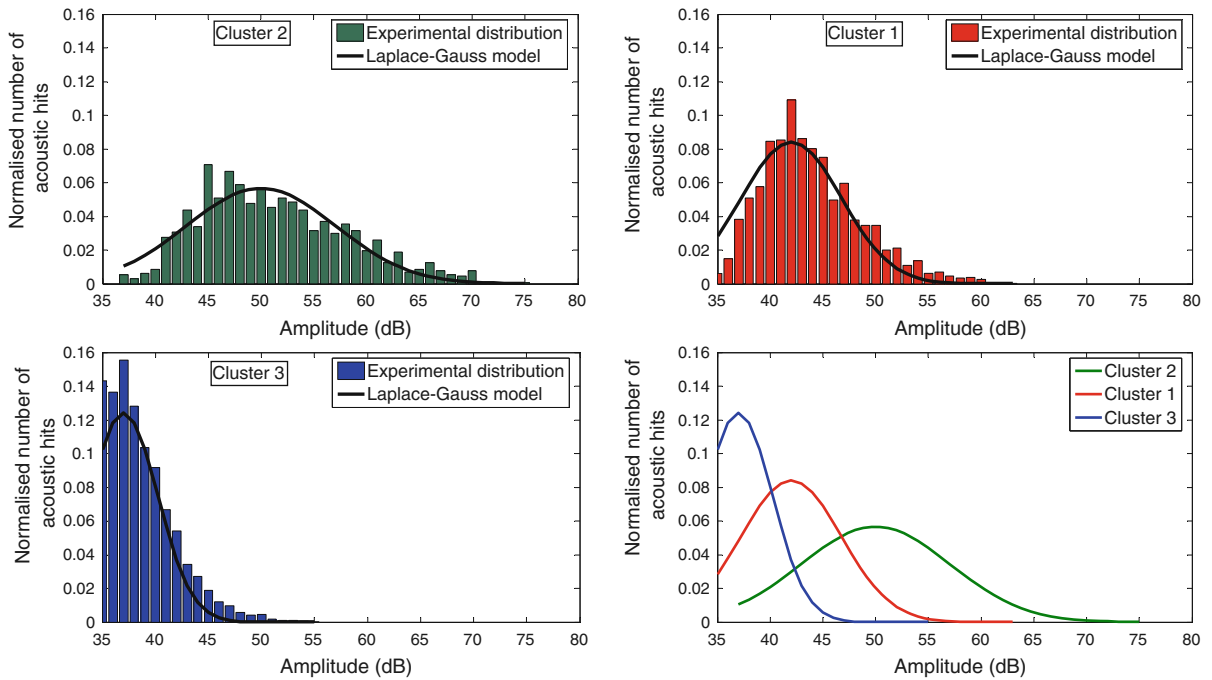 Cluster 2
Experimental distribution
Laplace-Gauss model
Normalised number of
acoustic hits
0.16
0.14
0.12
0.1
0.08
0.06
0.04
0.02
0
35 40 45 50 55 60 65 70 75 80
Amplitude (dB)
Cluster 1
Experimental distribution
Laplace-Gauss model
Normalised number of
acoustic hits
0.16
0.14
0.12
0.1
0.08
0.06
0.04
0.02
0
35 40 45 50 55 60 65 70 75 80
Amplitude (dB)
Cluster 3
Experimental distribution
Laplace-Gauss model
Normalised number of
acoustic hits
0.16
0.14
0.12
0.1
0.08
0.06
0.04
0.02
0
35 40 45 50 55 60 65 70 75 80
Amplitude (dB)
Cluster 2
Cluster 1
Cluster 3
Normalised number of
acoustic hits
0.16
0.14
0.12
0.1
0.08
0.06
0.04
0.02
0
35 40 45 50 55 60 65 70 75 80
Amplitude (dB)